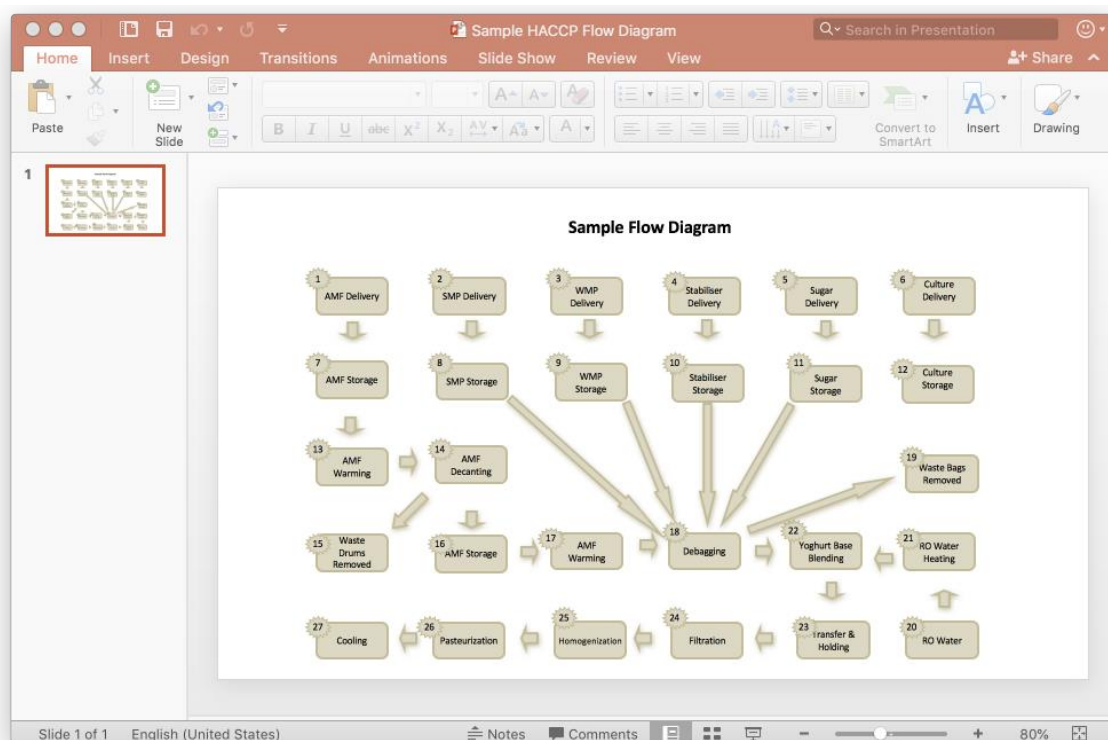 Sample HACCP Flow Diagram
Search in Presentation
Home
Insert
Design
Transitions
Animations
Slide Show
Review
View
Share
Paste
New
Slide
B
I
U
abc
X²
X₂
AV
A
Convert to
SmartArt
Insert
Drawing
1
Sample Flow Diagram
1
AMF Delivery
2
SMP Delivery
3
WMP
Delivery
4
Stabiliser
Delivery
5
Sugar
Delivery
6
Culture
Delivery
7
AMF Storage
8
SMP Storage
9
WMP
Storage
10
Stabiliser
Storage
11
Sugar
Storage
12
Culture
Storage
13
AMF
Warming
14
AMF
Decanting
19
Waste Bags
Removed
15
Waste
Drums
Removed
16
AMF Storage
17
AMF
Warming
18
Debagging
22
Yoghurt Base
Blending
21
RO Water
Heating
27
Cooling
26
Pasteurization
25
Homogenization
24
Filtration
23
Transfer &
Holding
20
RO Water
Slide 1 of 1
English (United States)
Notes
Comments
80%